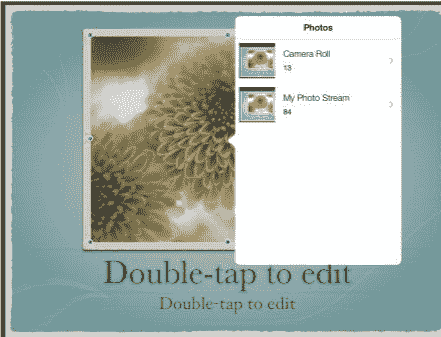 Photos
Camera Roll
13
My Photo Stream
84
Double-tap to edit
Double-tap to edit